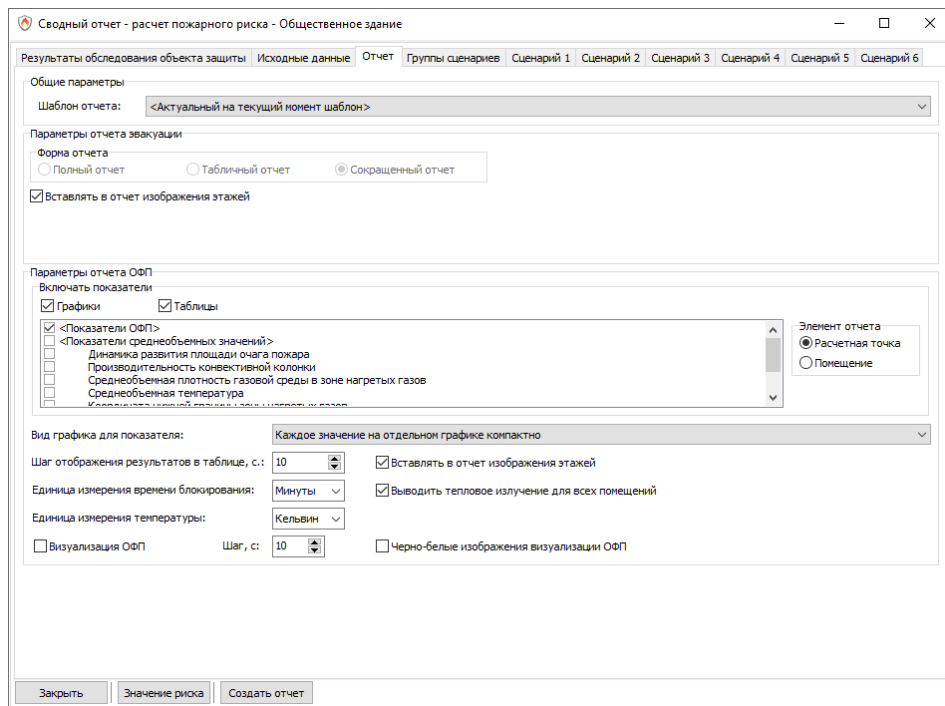 Сводный отчет - расчет пожарного риска - Общественное здание
Результаты обследования объекта защиты Исходные данные Отчет Группы сценариев Сценарий 1 Сценарий 2 Сценарий 3 Сценарий 4 Сценарий 5 Сценарий 6
Общие параметры
Шаблон отчета: <Актуальный на текущий момент шаблон>
Параметры отчета эвакуации
Форма отчета
Полный отчет Табличный отчет Сокращенный отчет
Вставлять в отчет изображения этажей
Параметры отчета ОФП
Включать показатели
Графики Таблицы
<Показатели ОФП>
<Показатели среднеобъемных значений>
Динамика развития площади очага пожара
Производительность конвективной колонки
Среднеобъемная плотность газовой среды в зоне нагретых газов
Среднеобъемная температура
Координата нижней границы зоны нагретых газов
Элемент отчета
Расчетная точка
Помещение
Вид графика для показателя: Каждое значение на отдельном графике компактно
Шаг отображения результатов в таблице, с.: 10 Вставлять в отчет изображения этажей
Единица измерения времени блокирования: Минуты Выводить тепловое излучение для всех помещений
Единица измерения температуры: Кельвин
Визуализация ОФП Шаг, с: 10 Черно-белые изображения визуализации ОФП
Закрыть Значение риска Создать отчет